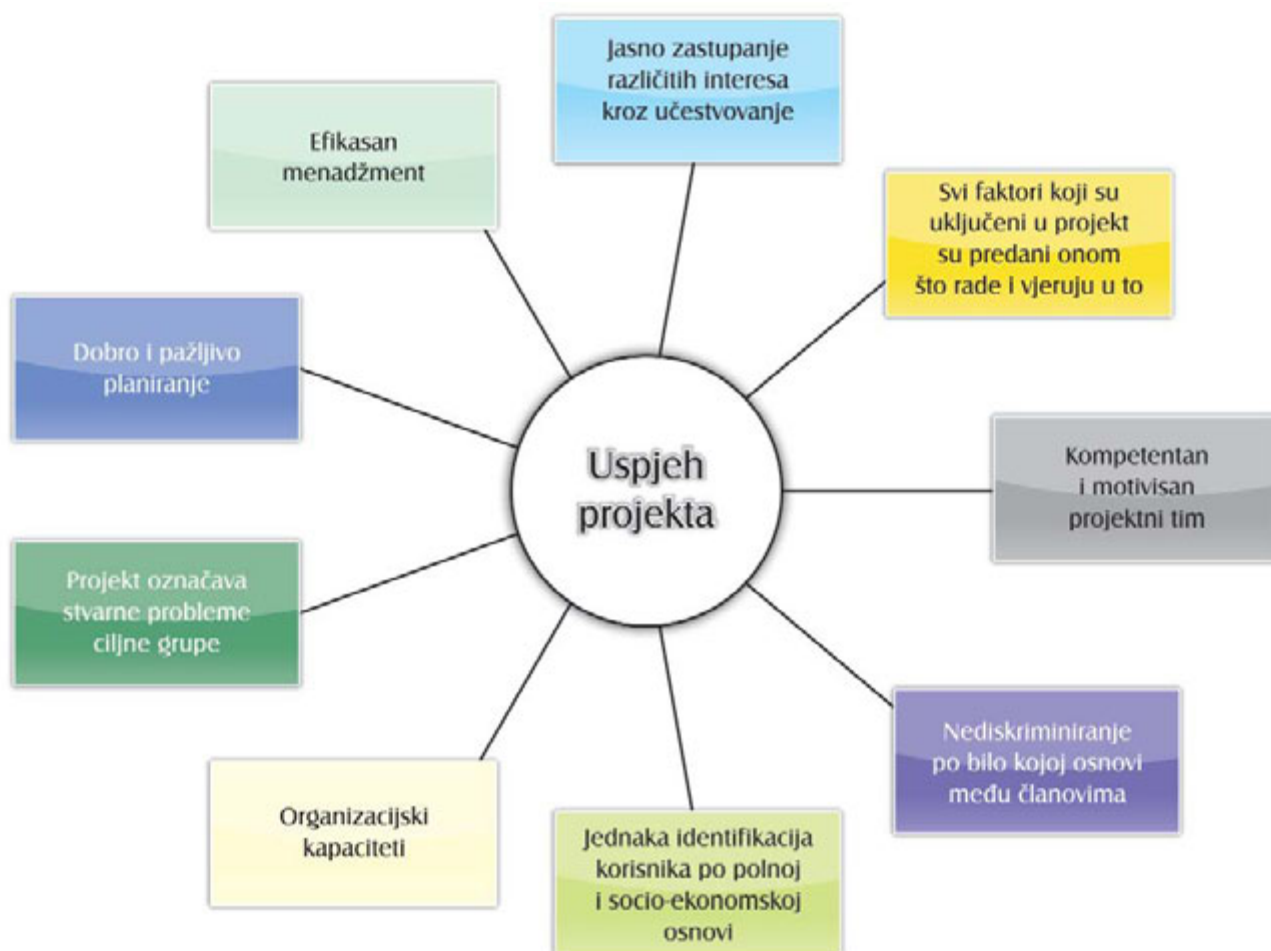 Jasno zastupanje
različitih interesa
kroz učestvovanje
Efikasan
menadžment
Svi faktori koji su
uključeni u projekt
su predani onom
što rade i vjeruju u to
Dobro i pažljivo
planiranje
Uspjeh
projekta
Kompetentan
i motivisan
projektni tim
Projekt označava
stvarne probleme
ciljne grupe
Nediskriminiranje
po bilo kojoj osnovi
među članovima
Organizacijski
kapaciteti
Jednaka identifikacija
korisnika po polnoj
i socio-ekonomskoj
osnovi